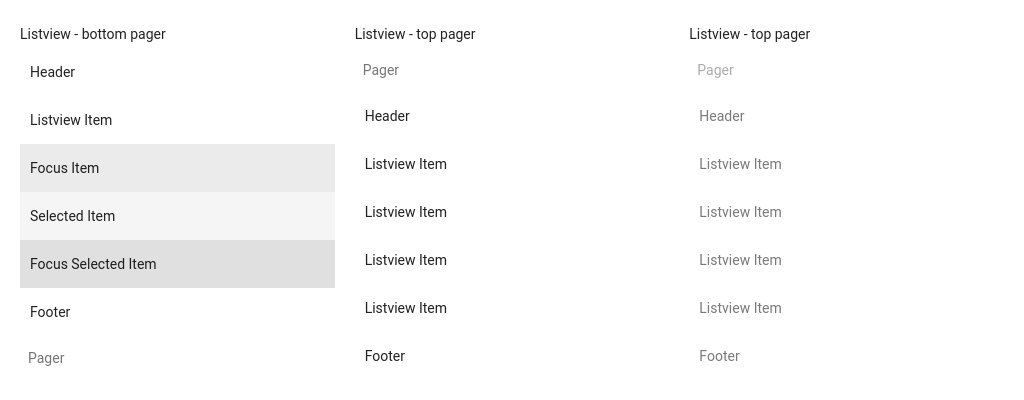 Listview - bottom pager
Header
Listview Item
Focus Item
Selected Item
Focus Selected Item
Footer
Pager
Listview - top pager
Pager
Header
Listview Item
Listview Item
Listview Item
Listview Item
Footer
Listview - top pager
Pager
Header
Listview Item
Listview Item
Listview Item
Listview Item
Footer